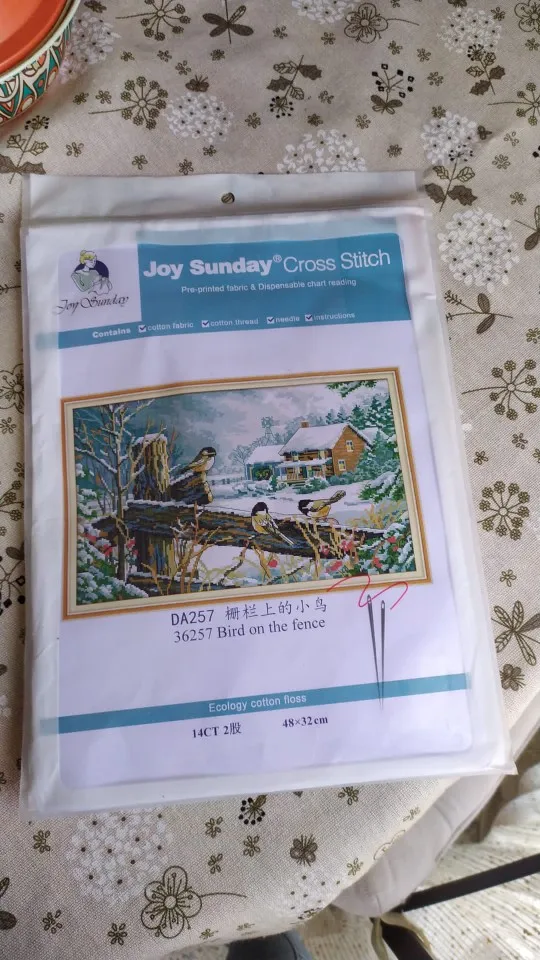 Joy Sunday
Joy Sunday® Cross Stitch
Pre-printed fabric & Dispensable chart reading
Contains cotton fabric cotton thread needle instructions
DA257 栅栏上的小鸟
36257 Bird on the fence
Ecology cotton floss
14CT 2股 48×32cm